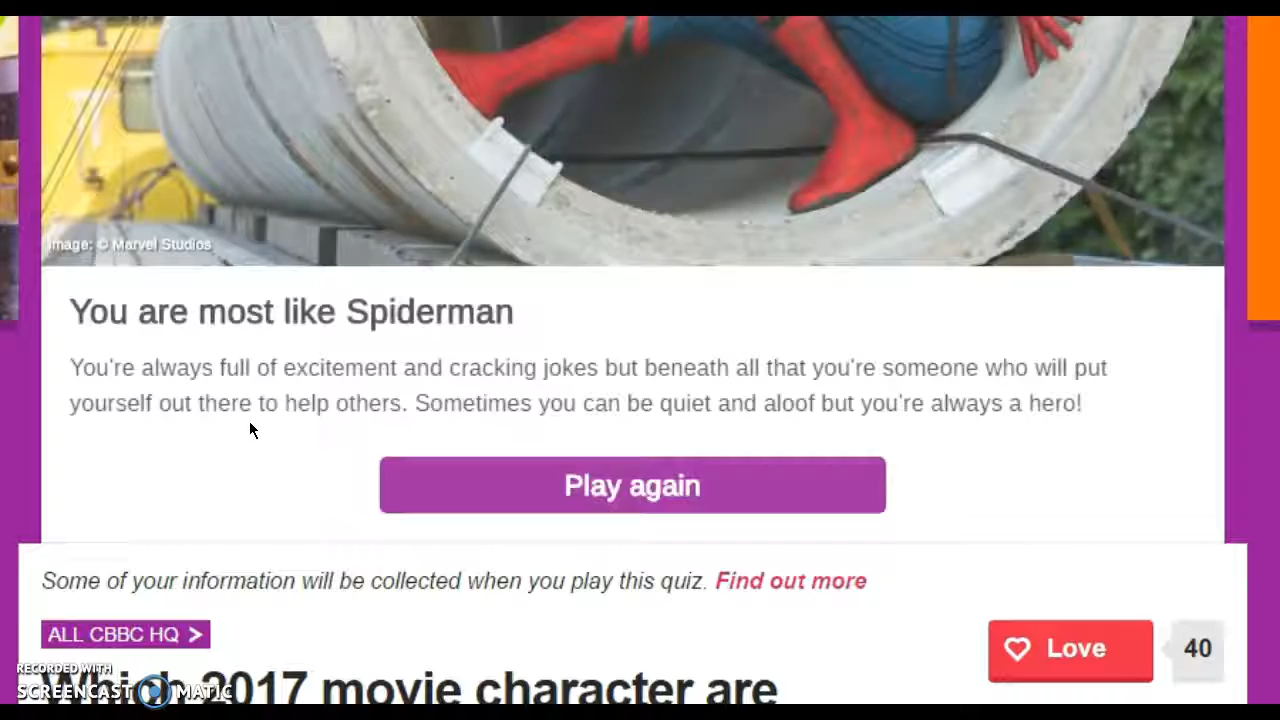 Image: © Marvel Studios
You are most like Spiderman
You're always full of excitement and cracking jokes but beneath all that you're someone who will put
yourself out there to help others. Sometimes you can be quiet and aloof but you're always a hero!
Play again
Some of your information will be collected when you play this quiz. Find out more
ALL CBBC HQ >
Love 40
RECORDED WITH
SCREENCAST MATIC
Which 2017 movie character are